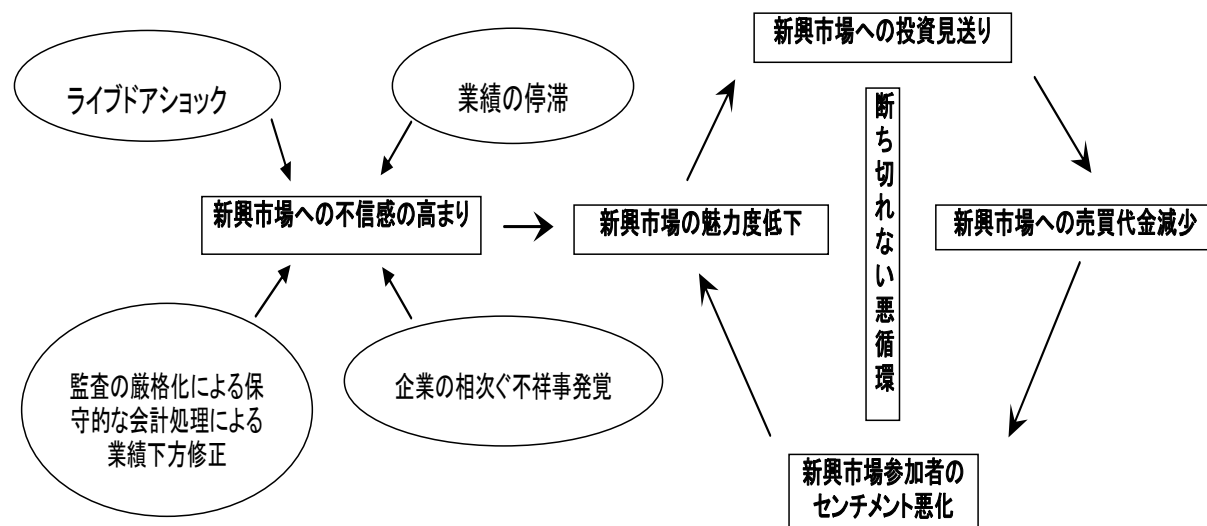 新興市場への投資見送り
ライブドアショック
業績の停滞
断ち切れない悪循環
新興市場への不信感の高まり
新興市場の魅力度低下
新興市場への売買代金減少
監査の厳格化による保
守的な会計処理による
業績下方修正
企業の相次ぐ不祥事発覚
新興市場参加者の
センチメント悪化